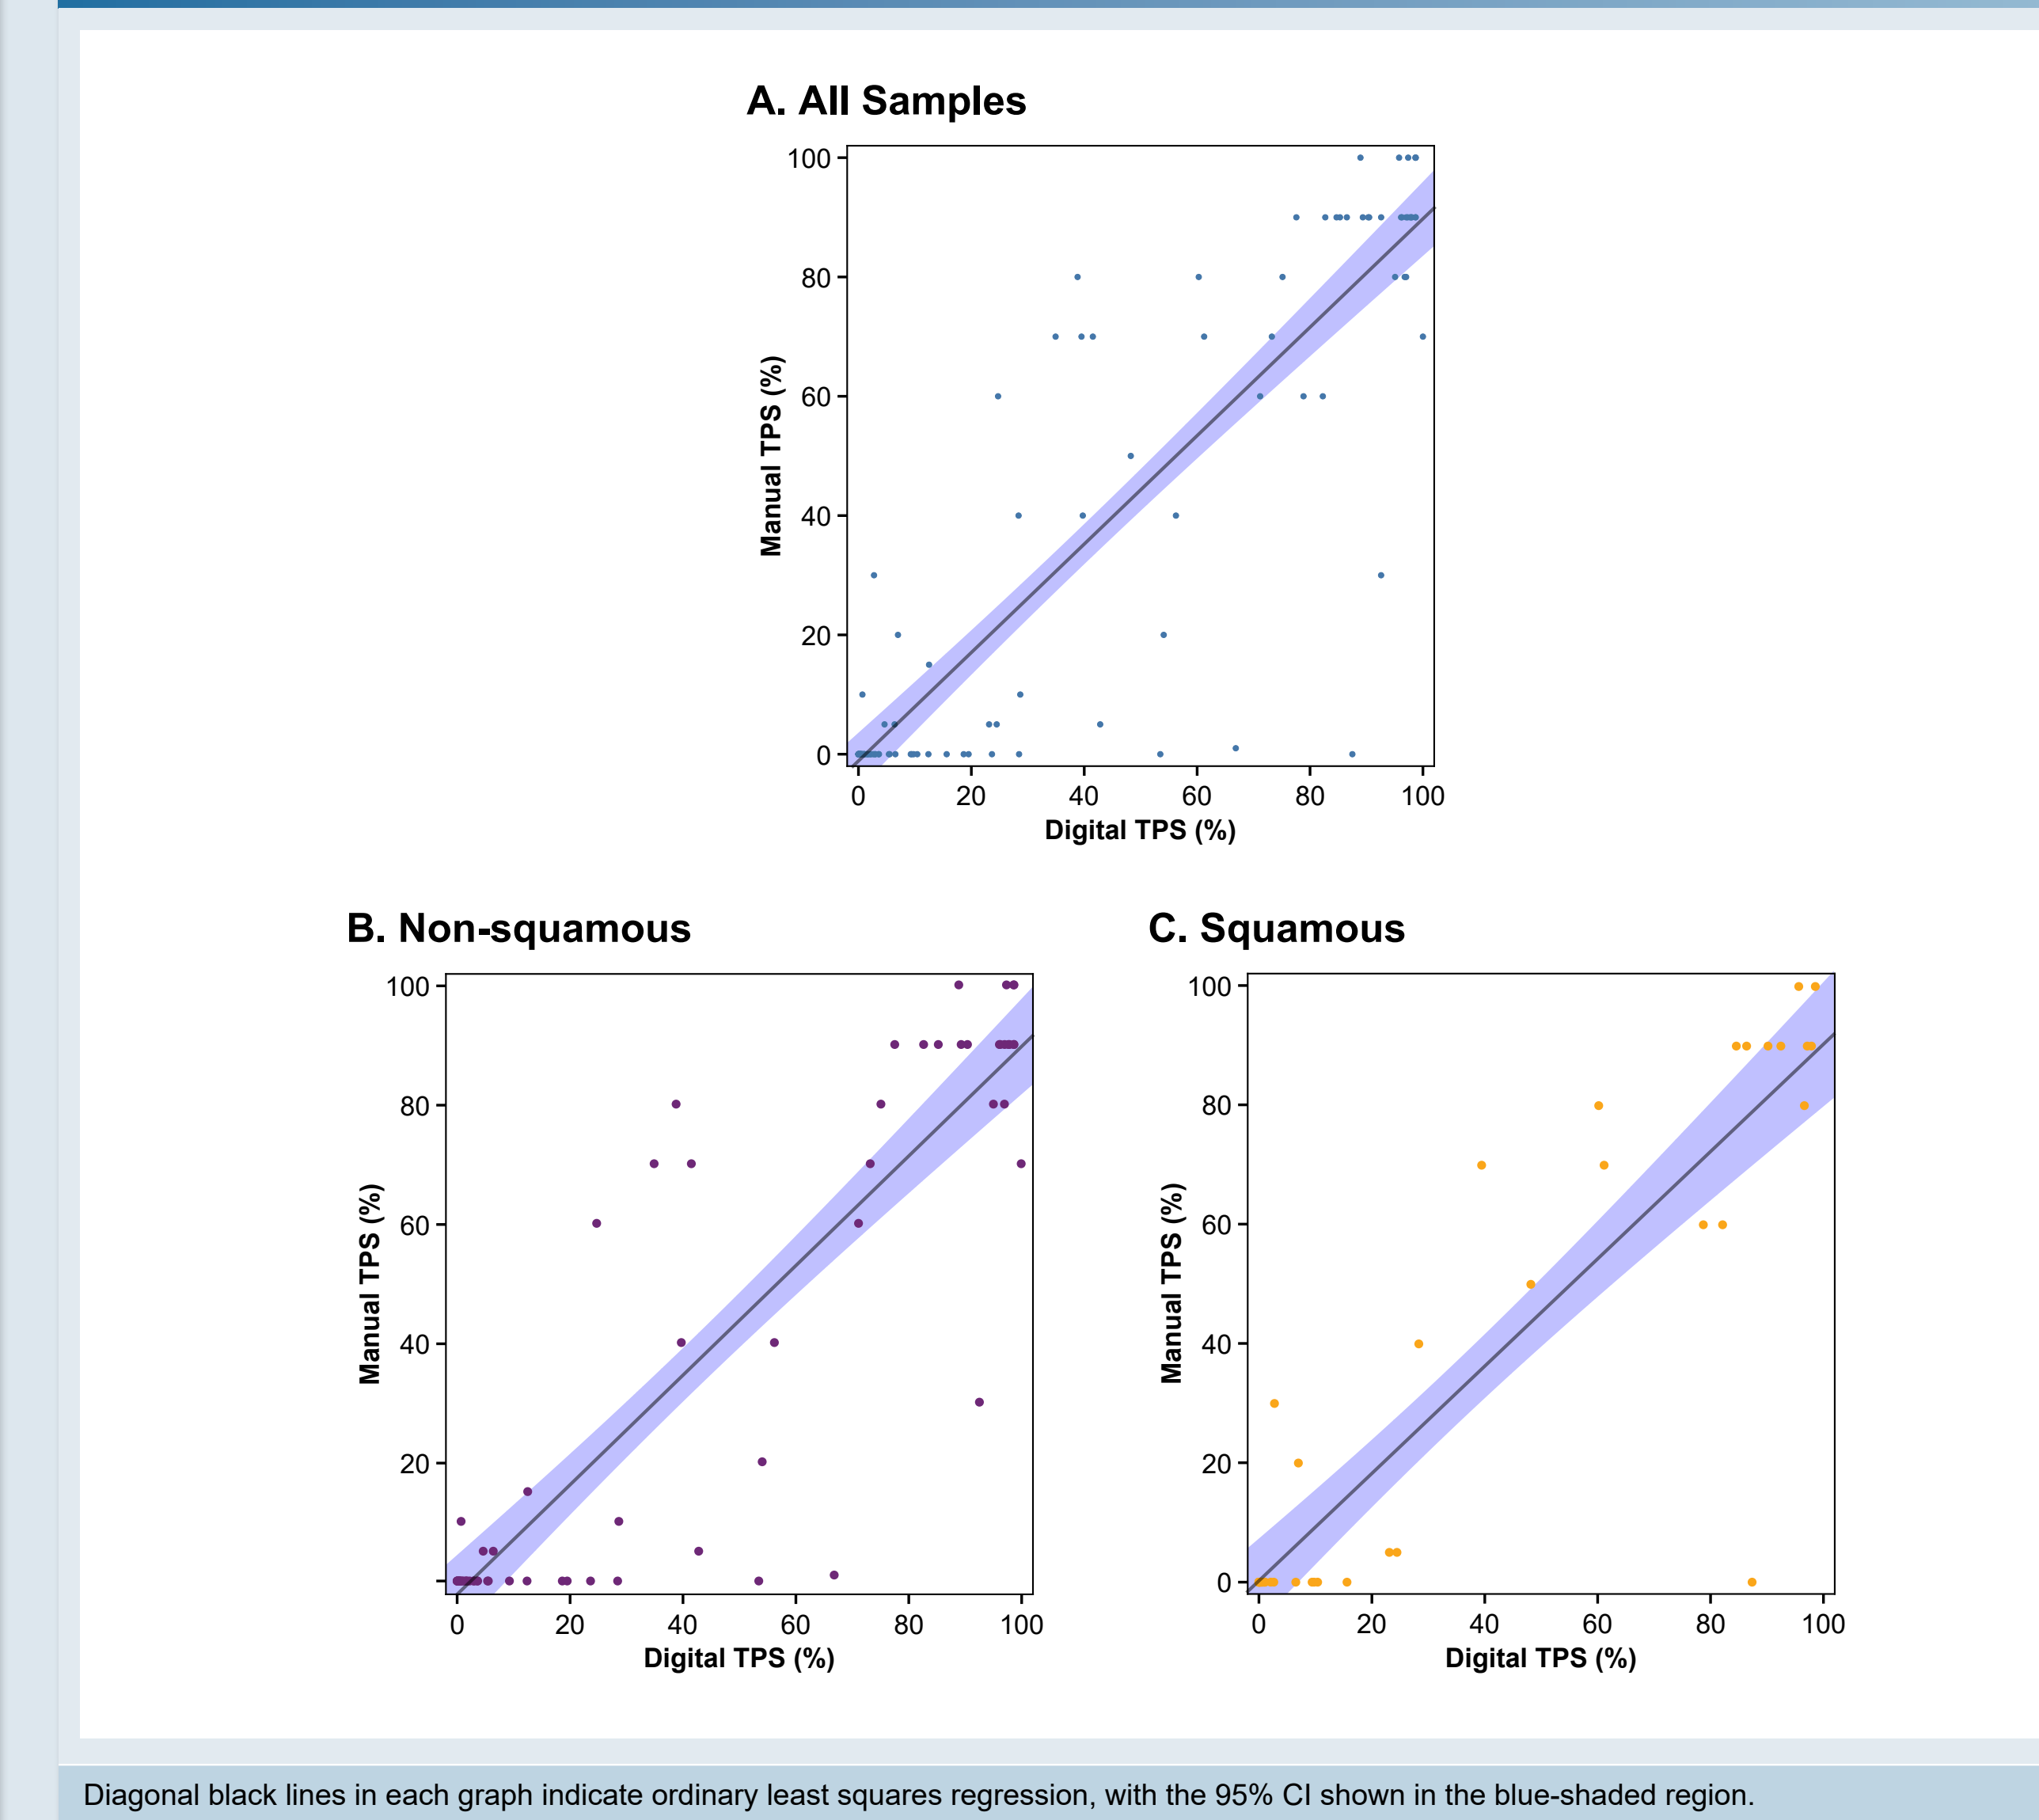 A. All Samples
100
80
60
40
20
0
Manual TPS (%)
0 20 40 60 80 100
Digital TPS (%)
B. Non-squamous
100
80
60
40
20
Manual TPS (%)
0 20 40 60 80 100
Digital TPS (%)
C. Squamous
100
80
60
40
20
0
Manual TPS (%)
0 20 40 60 80 100
Digital TPS (%)
Diagonal black lines in each graph indicate ordinary least squares regression, with the 95% CI shown in the blue-shaded region.